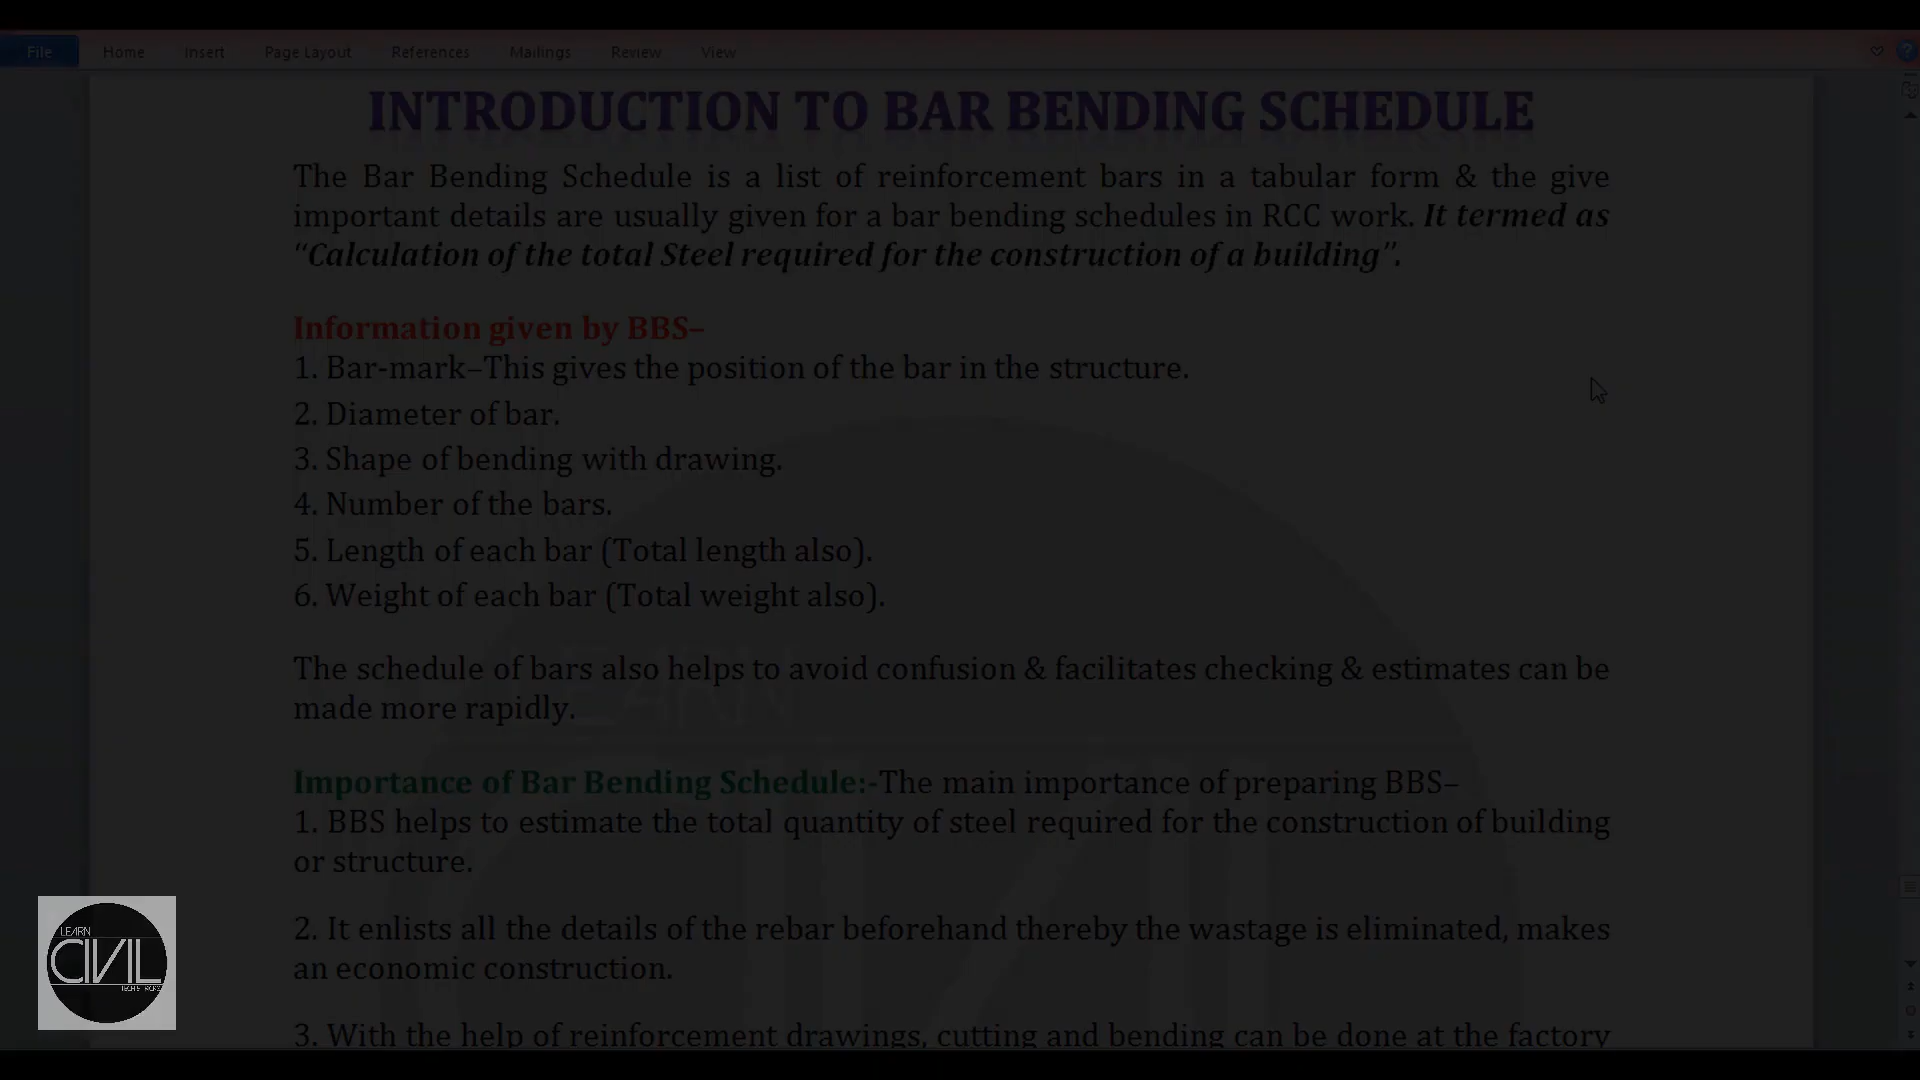 File Home Insert Page Layout References Mailings Review View
INTRODUCTION TO BAR BENDING SCHEDULE
The Bar Bending Schedule is a list of reinforcement bars in a tabular form & the give
important details are usually given for a bar bending schedules in RCC work. It termed as
“Calculation of the total Steel required for the construction of a building”.
Information given by BBS–
1. Bar-mark–This gives the position of the bar in the structure.
2. Diameter of bar.
3. Shape of bending with drawing.
4. Number of the bars.
5. Length of each bar (Total length also).
6. Weight of each bar (Total weight also).
The schedule of bars also helps to avoid confusion & facilitates checking & estimates can be
made more rapidly.
Importance of Bar Bending Schedule:-The main importance of preparing BBS–
1. BBS helps to estimate the total quantity of steel required for the construction of building
or structure.
2. It enlists all the details of the rebar beforehand thereby the wastage is eliminated, makes
an economic construction.
3. With the help of reinforcement drawings, cutting and bending can be done at the factory
LEARN
CIVIL